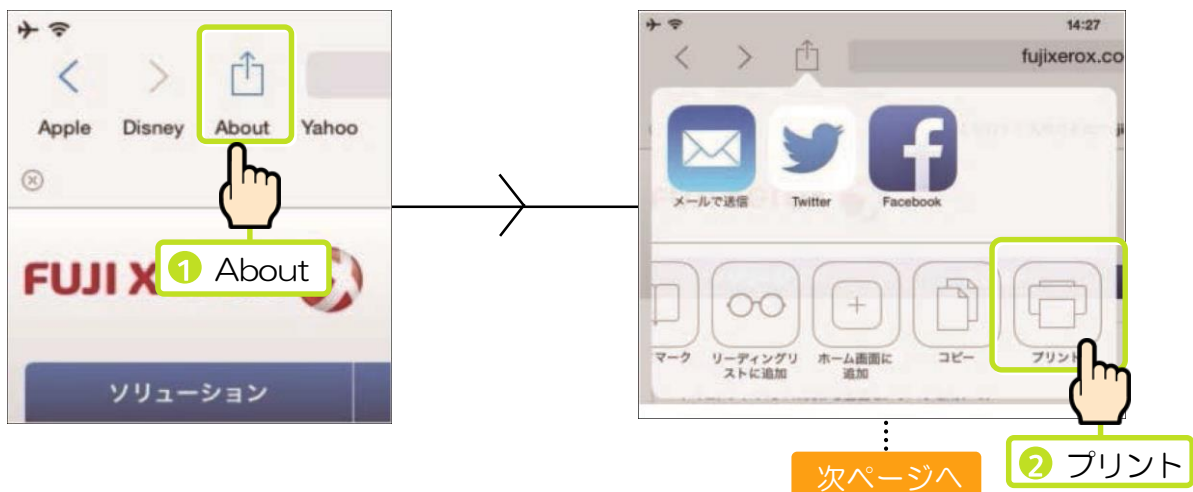 Apple Disney About Yahoo
FUJI X
1 About
ソリューション
14:27
fujixerox.co
メールで送信 Twitter Facebook
マーク リーディングリ ホーム画面に コピー プリント
ストに追加 追加
2 プリント
次ページへ